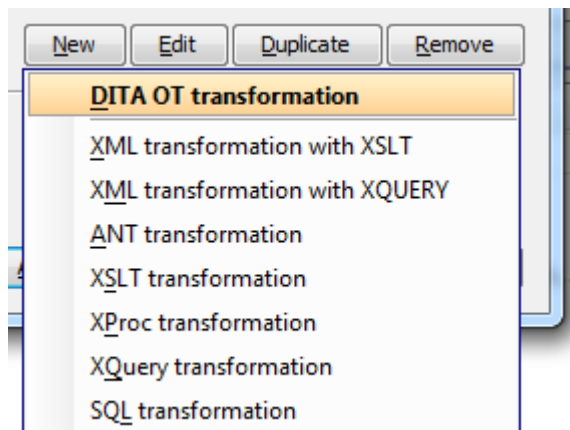 New Edit Duplicate Remove
DITA OT transformation
XML transformation with XSLT
XML transformation with XQUERY
ANT transformation
XSLT transformation
XProc transformation
XQuery transformation
SQL transformation